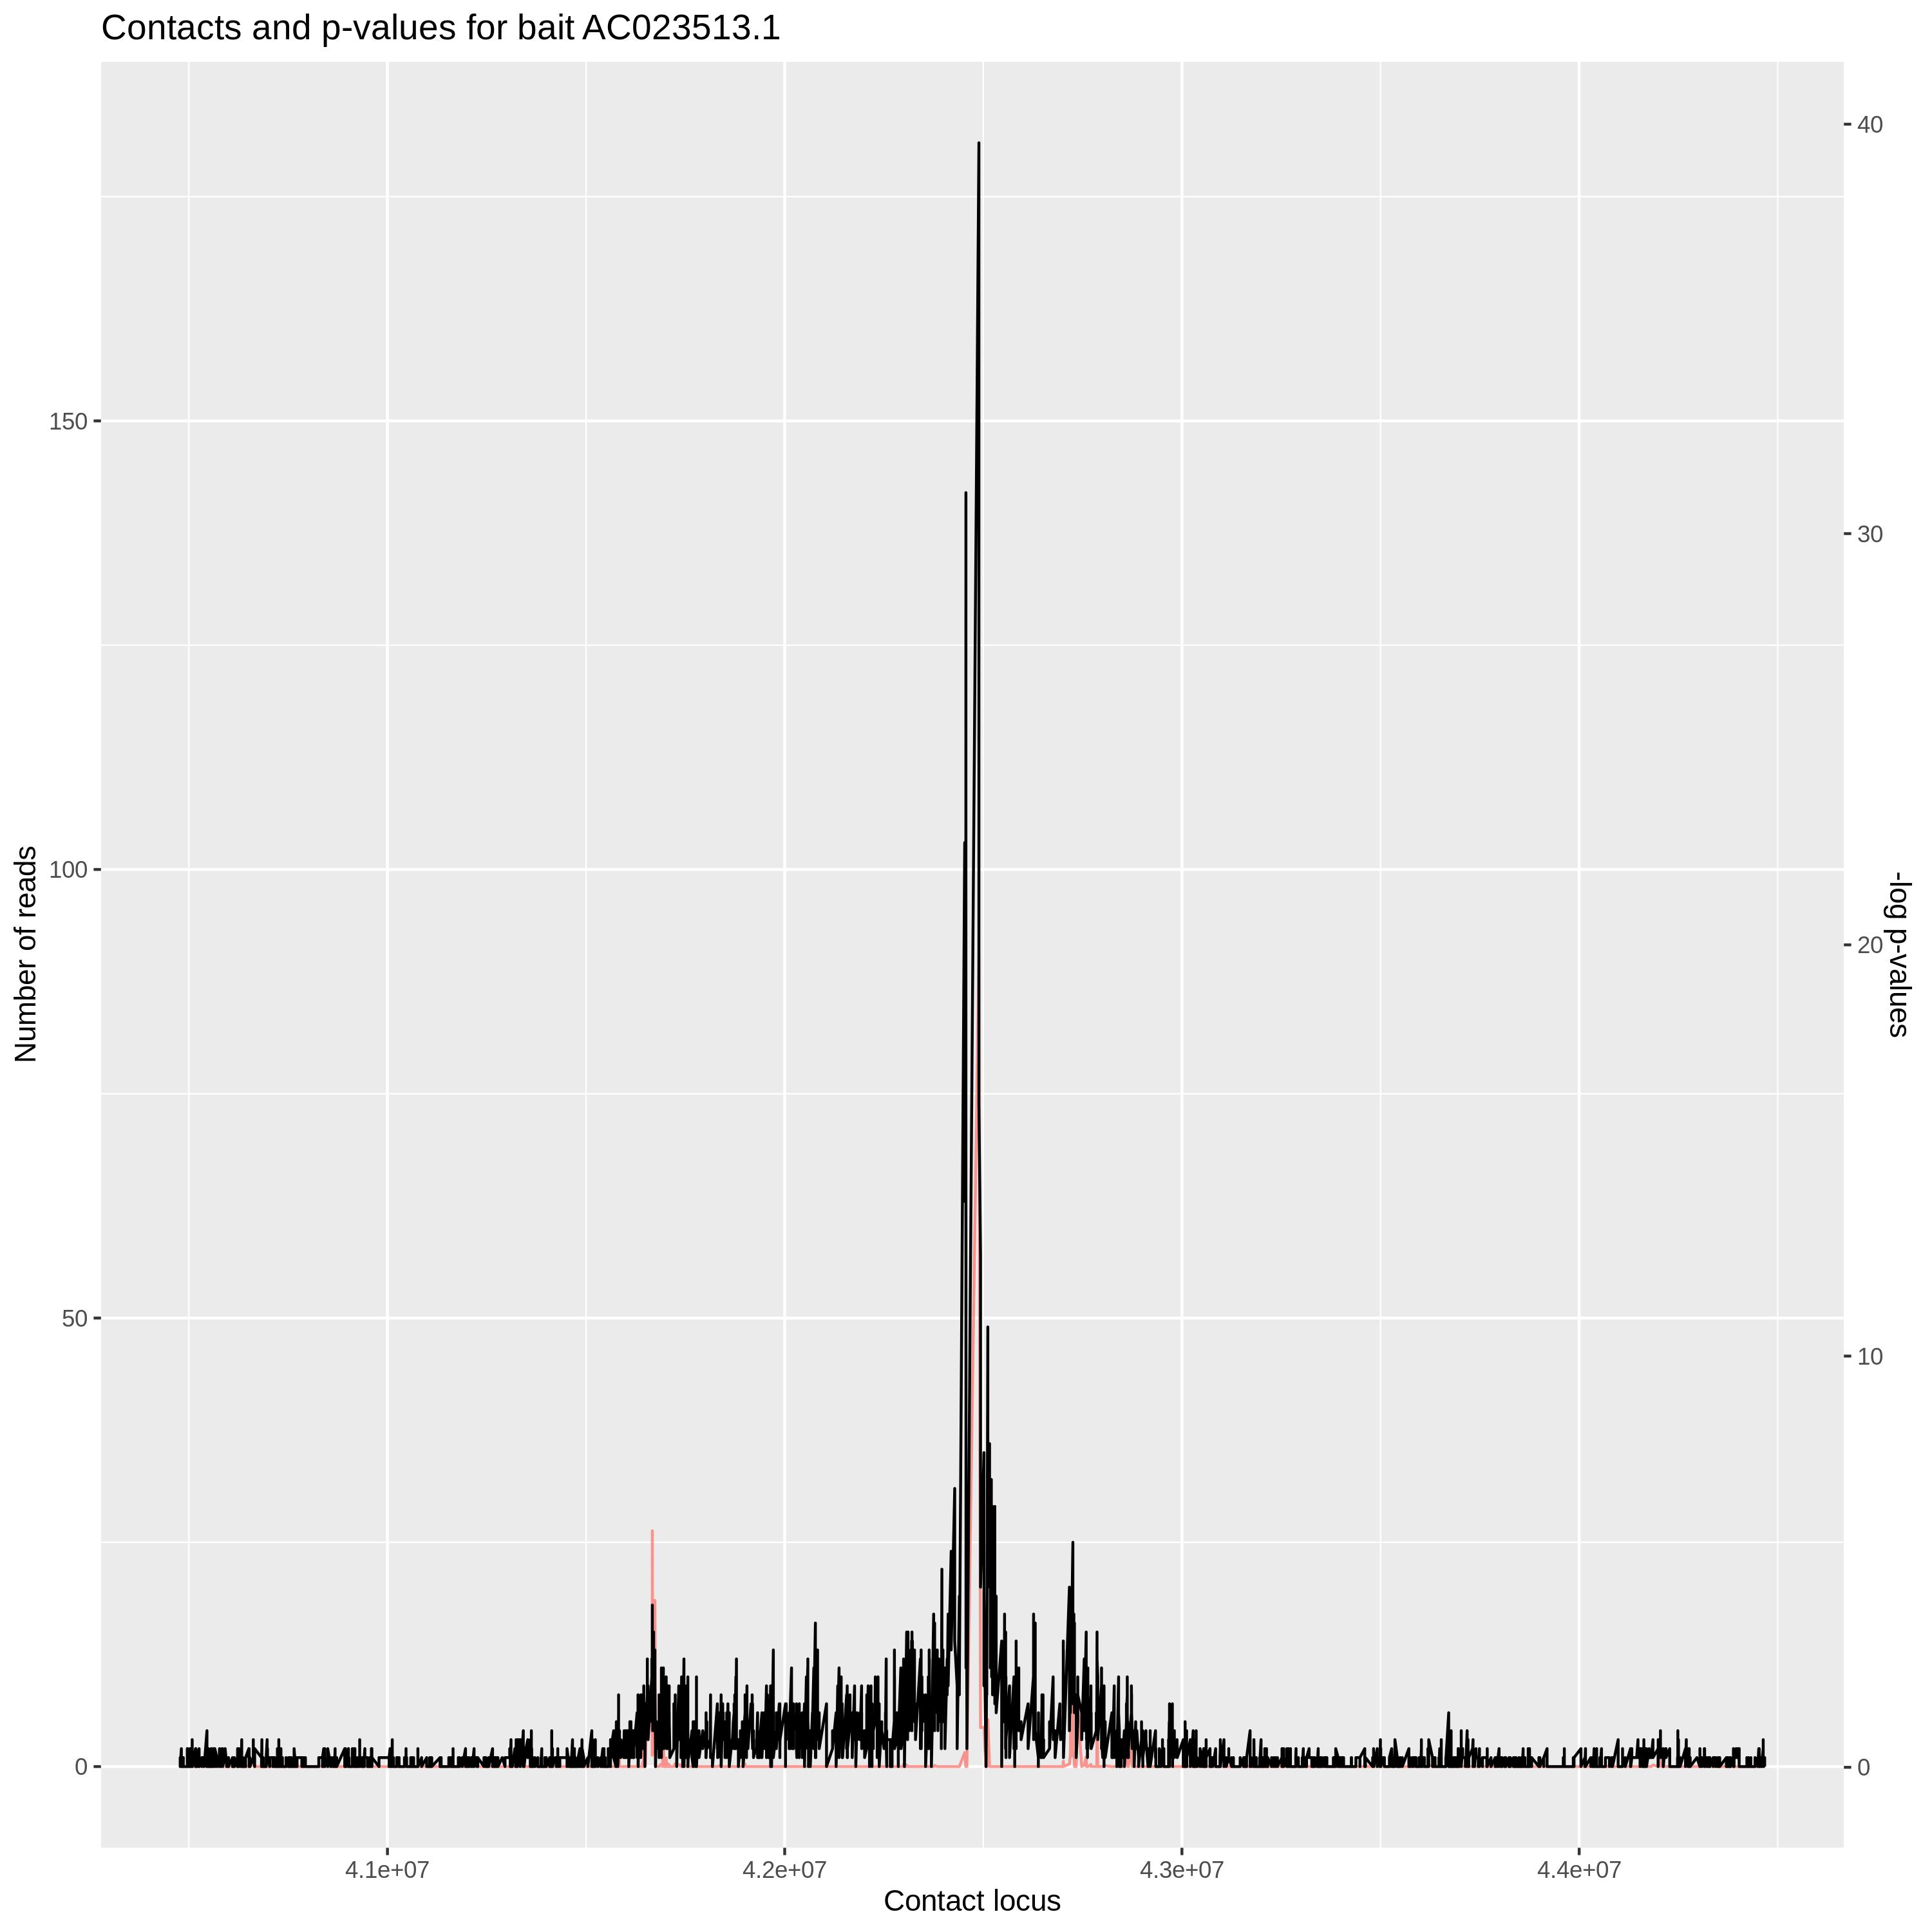 Contacts and p-values for bait AC023513.1
150
100
50
0
Number of reads
40
30
20
10
0
-log p-values
4.1e+07
4.2e+07
4.3e+07
4.4e+07
Contact locus